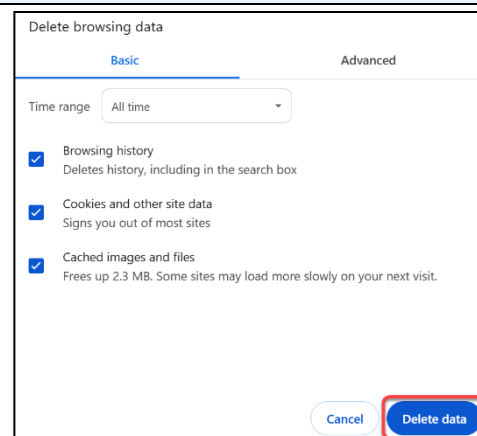 Delete browsing data
Basic Advanced
Time range All time
Browsing history
Deletes history, including in the search box
Cookies and other site data
Signs you out of most sites
Cached images and files
Frees up 2.3 MB. Some sites may load more slowly on your next visit.
Cancel Delete data